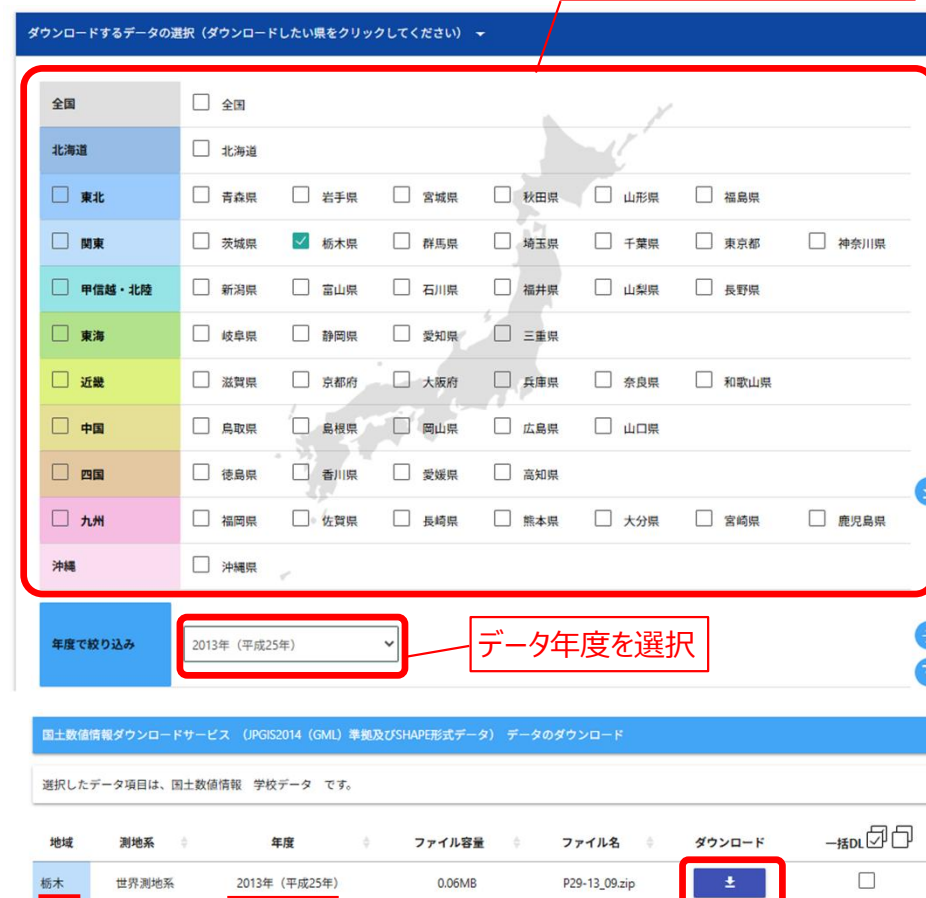 ダウンロードするデータの選択（ダウンロードしたい県をクリックしてください）
全国 全国
北海道 北海道
東北 青森県 岩手県 宮城県 秋田県 山形県 福島県
関東 茨城県 栃木県 群馬県 埼玉県 千葉県 東京都 神奈川県
甲信越・北陸 新潟県 富山県 石川県 福井県 山梨県 長野県
東海 岐阜県 静岡県 愛知県 三重県
近畿 滋賀県 京都府 大阪府 兵庫県 奈良県 和歌山県
中国 鳥取県 島根県 岡山県 広島県 山口県
四国 徳島県 香川県 愛媛県 高知県
九州 福岡県 佐賀県 長崎県 熊本県 大分県 宮崎県 鹿児島県
沖縄 沖縄県
年度で絞り込み 2013年（平成25年） データ年度を選択
国土数値情報ダウンロードサービス （JPGIS2014（GML）準拠及びSHAPE形式データ） データのダウンロード
選択したデータ項目は、国土数値情報 学校データ です。
地域 測地系 年度 ファイル容量 ファイル名 ダウンロード 一括DL
栃木 世界測地系 2013年（平成25年） 0.06MB P29-13_09.zip